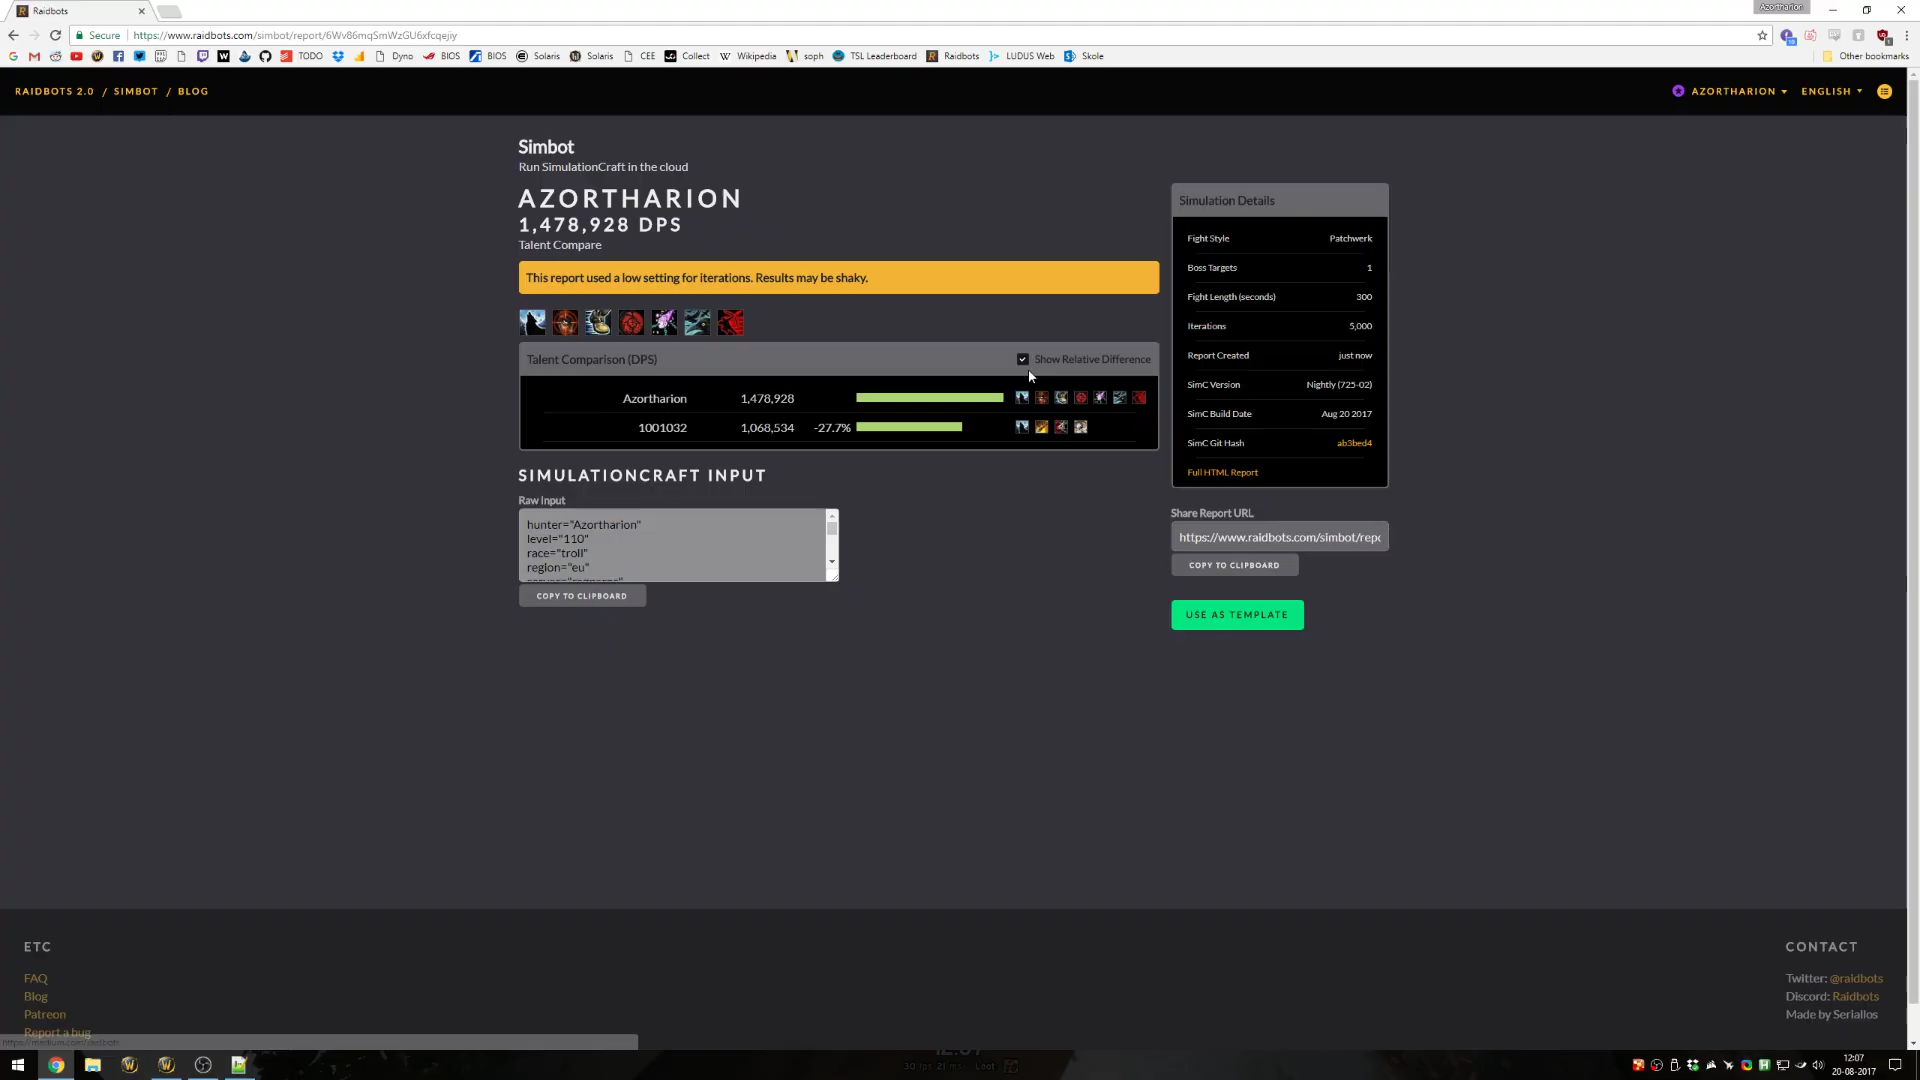 Raidbots
Azortharion
Secure https://www.raidbots.com/simbot/report/6Wv86mqSmWzGU6xfcqejiy
TODO Dyno BIOS BIOS Solaris Solaris CEE Collect Wikipedia soph TSL Leaderboard Raidbots LUDUS Web Skole Other bookmarks
RAIDBOTS 2.0 / SIMBOT / BLOG
AZORTHARION ENGLISH
Simbot
Run SimulationCraft in the cloud
AZORTHARION
1,478,928 DPS
Talent Compare
This report used a low setting for iterations. Results may be shaky.
Talent Comparison (DPS) Show Relative Difference
Azortharion 1,478,928
1001032 1,068,534 -27.7%
SIMULATIONCRAFT INPUT
Raw Input
hunter="Azortharion"
level="110"
race="troll"
region="eu"
COPY TO CLIPBOARD
Simulation Details
Fight Style Patchwerk
Boss Targets 1
Fight Length (seconds) 300
Iterations 5,000
Report Created just now
SimC Version Nightly (725-02)
SimC Build Date Aug 20 2017
SimC Git Hash ab3bed4
Full HTML Report
Share Report URL
https://www.raidbots.com/simbot/repo
COPY TO CLIPBOARD
USE AS TEMPLATE
ETC
FAQ
Blog
Patreon
Report a bug
CONTACT
Twitter: @raidbots
Discord: Raidbots
Made by Seriallos
12:07
20-08-2017